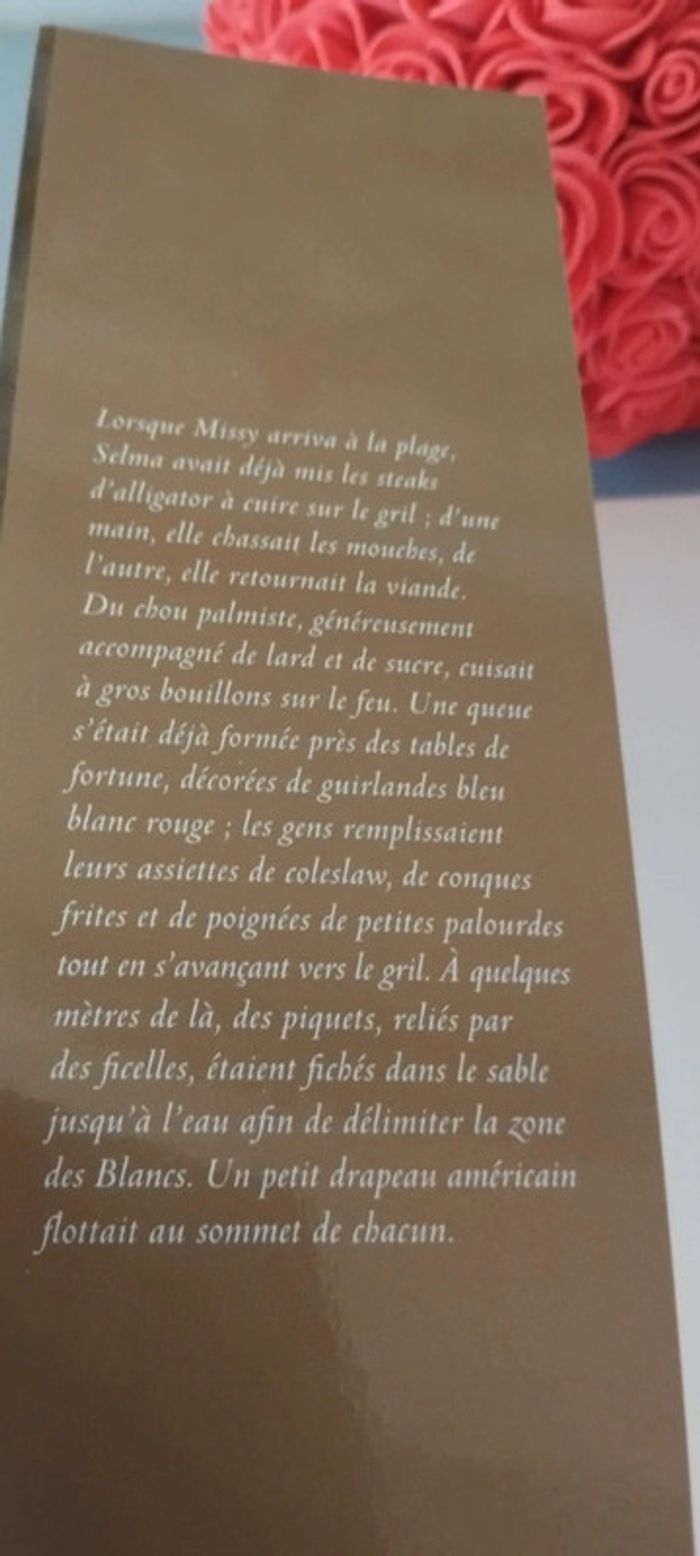 Lorsque Missy arriva à la plage,
Selma avait déjà mis les steaks
d'alligator à cuire sur le gril ; d'une
main, elle chassait les mouches, de
l'autre, elle retournait la viande.
Du chou palmiste, généreusement
accompagné de lard et de sucre, cuisait
à gros bouillons sur le feu. Une queue
s'était déjà formée près des tables de
fortune, décorées de guirlandes bleu
blanc rouge ; les gens remplissaient
leurs assiettes de coleslaw, de conques
frites et de poignées de petites palourdes
tout en s'avançant vers le gril. À quelques
mètres de là, des piquets, reliés par
des ficelles, étaient fichés dans le sable
jusqu'à l'eau afin de délimiter la zone
des Blancs. Un petit drapeau américain
flottait au sommet de chacun.